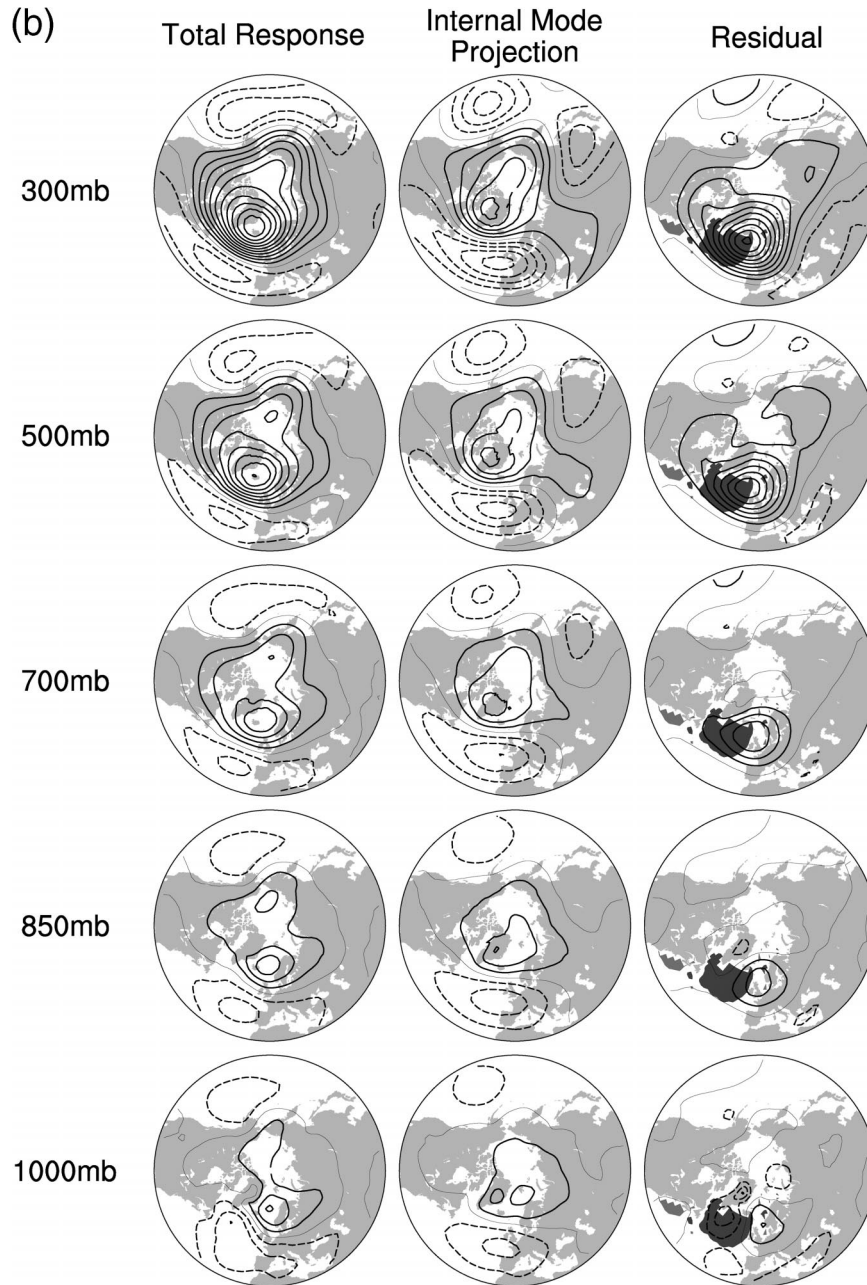 (b)
Total Response
Internal Mode
Projection
Residual
300mb
500mb
700mb
850mb
1000mb